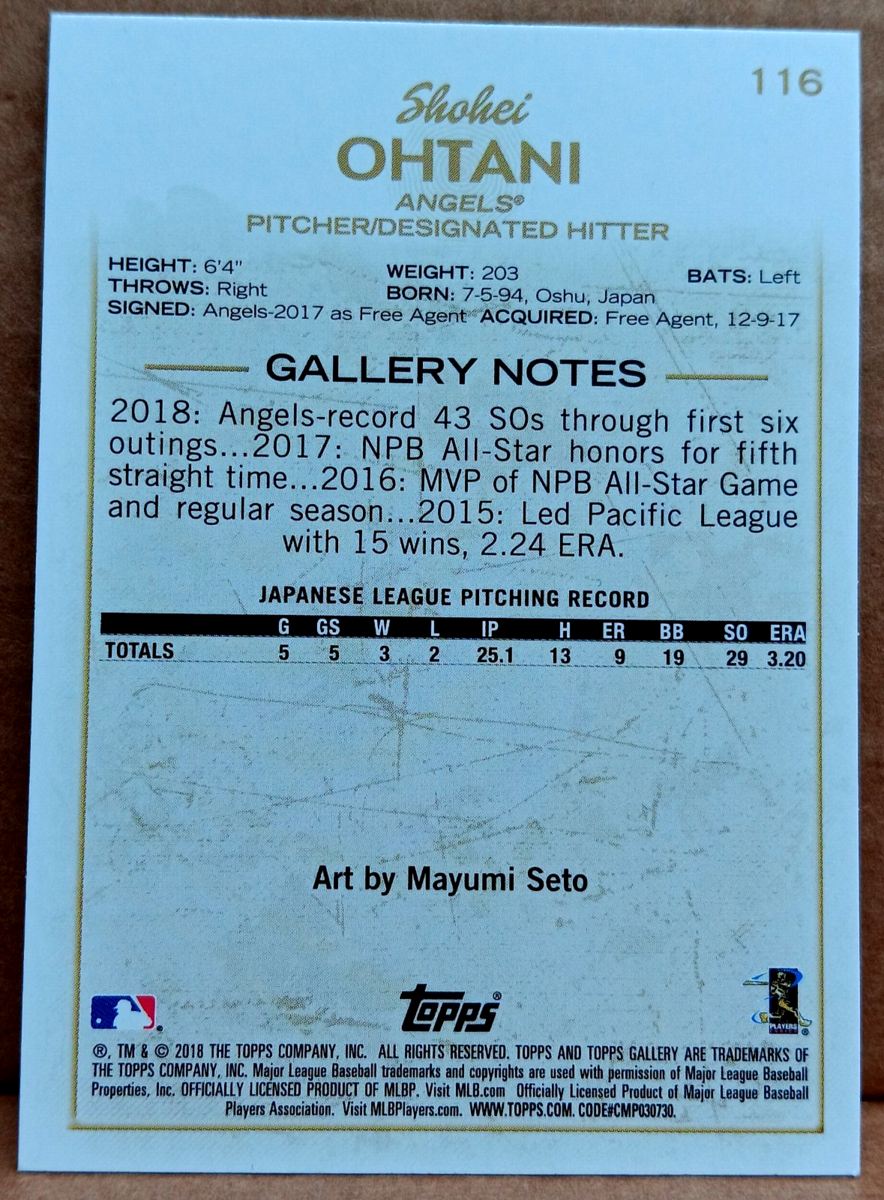 116
Shohei
OHTANI
ANGELS®
PITCHER/DESIGNATED HITTER
HEIGHT: 6'4" WEIGHT: 203 BATS: Left
THROWS: Right BORN: 7-5-94, Oshu, Japan
SIGNED: Angels-2017 as Free Agent ACQUIRED: Free Agent, 12-9-17
GALLERY NOTES
2018: Angels-record 43 SOs through first six
outings...2017: NPB All-Star honors for fifth
straight time...2016: MVP of NPB All-Star Game
and regular season...2015: Led Pacific League
with 15 wins, 2.24 ERA.
JAPANESE LEAGUE PITCHING RECORD
G GS W L IP H ER BB SO ERA
TOTALS 5 5 3 2 25.1 13 9 19 29 3.20
Art by Mayumi Seto
topps®
PLAYERS
®, TM & © 2018 THE TOPPS COMPANY, INC. ALL RIGHTS RESERVED. TOPPS AND TOPPS GALLERY ARE TRADEMARKS OF
THE TOPPS COMPANY, INC. Major League Baseball trademarks and copyrights are used with permission of Major League Baseball
Properties, Inc. OFFICIALLY LICENSED PRODUCT OF MLBP. Visit MLB.com Officially Licensed Product of Major League Baseball
Players Association. Visit MLBPlayers.com. WWW.TOPPS.COM. CODE#CMP030730.